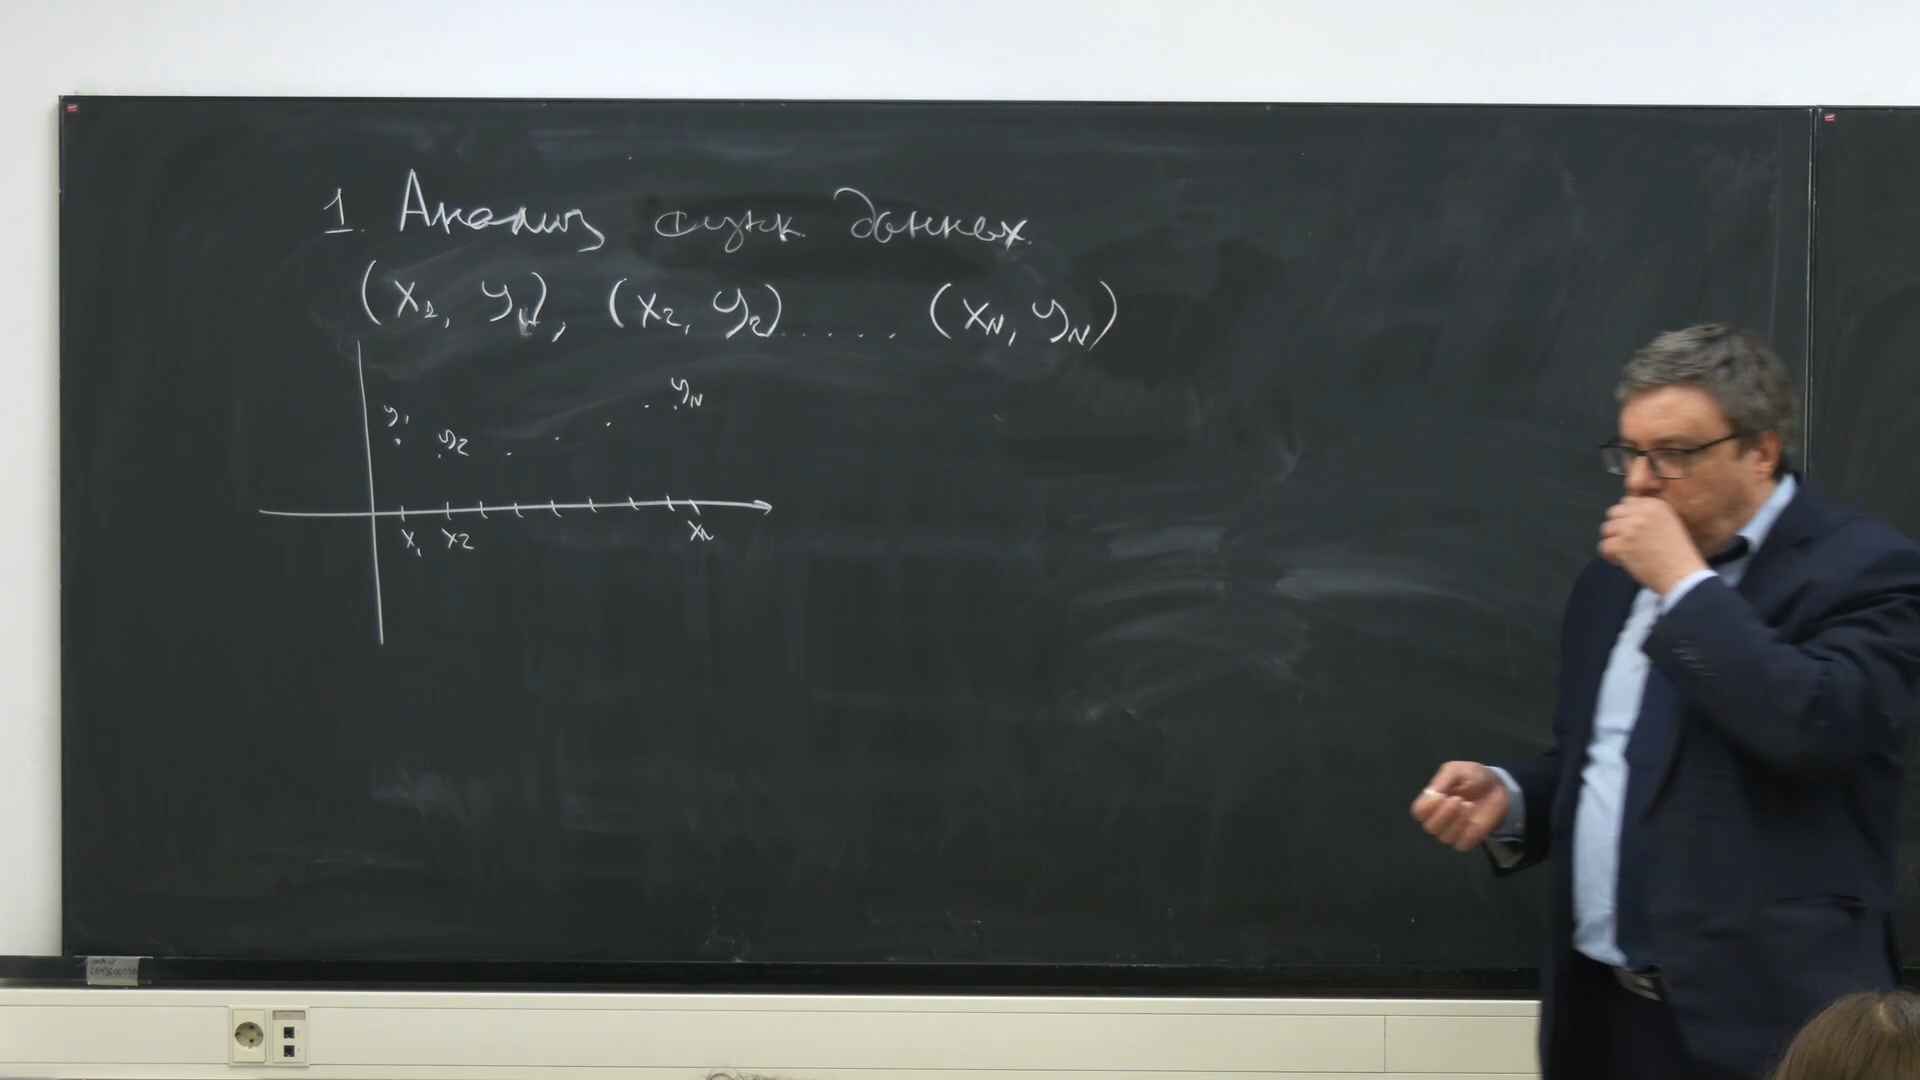 1. Анализ функ. данных.
(x₁, y₁), (x₂, y₂) ..... (x_N, y_N)
y₁ y₂ y_N
x₁ x₂ x_N